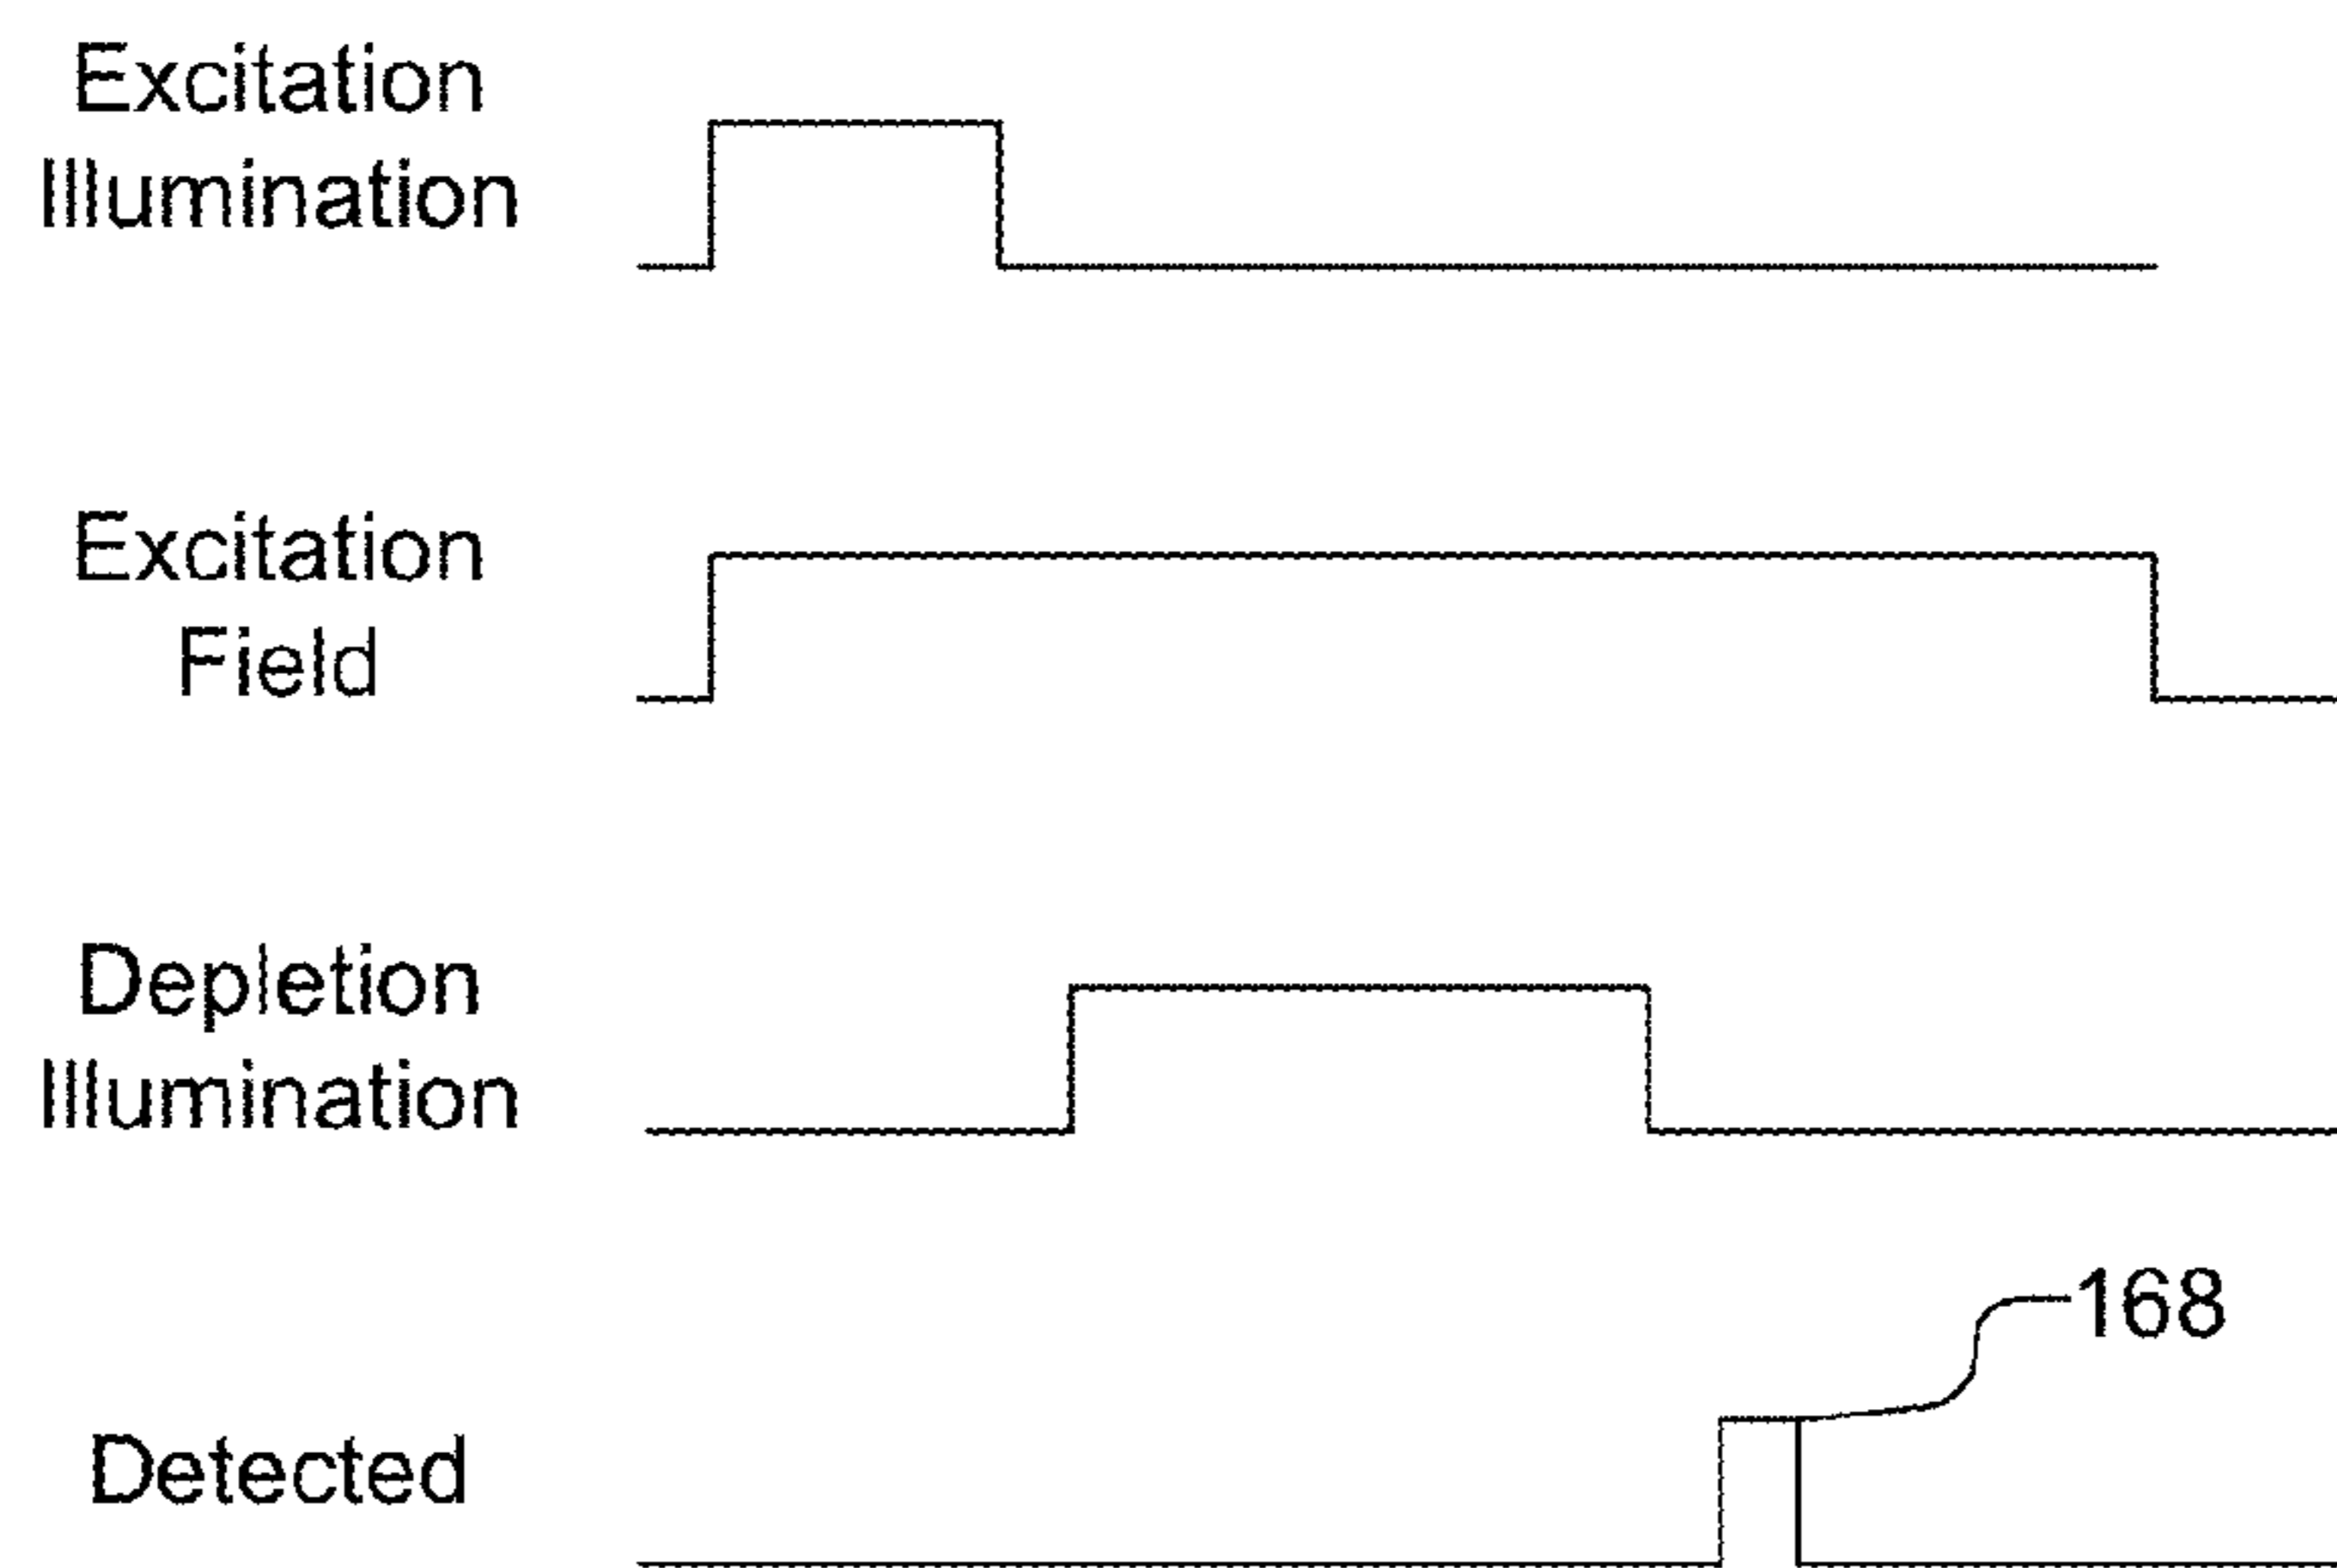 Excitation
Illumination
Excitation
Field
Depletion
Illumination
168
Detected